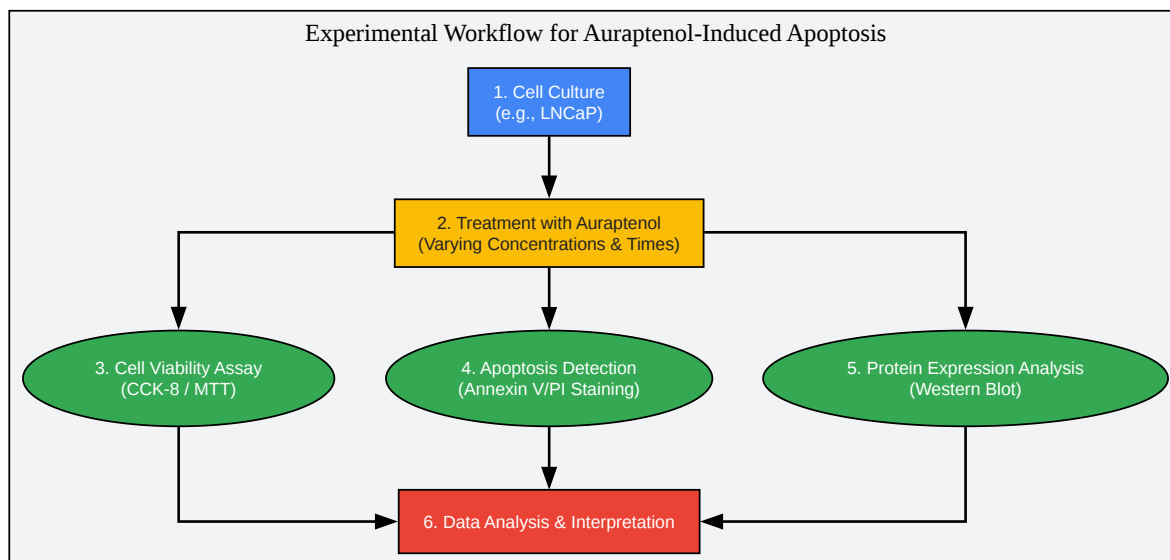 Experimental Workflow for Auraptenol-Induced Apoptosis
1. Cell Culture
(e.g., LNCaP)
2. Treatment with Auraptenol
(Varying Concentrations & Times)
3. Cell Viability Assay
(CCK-8 / MTT)
4. Apoptosis Detection
(Annexin V/PI Staining)
5. Protein Expression Analysis
(Western Blot)
6. Data Analysis & Interpretation